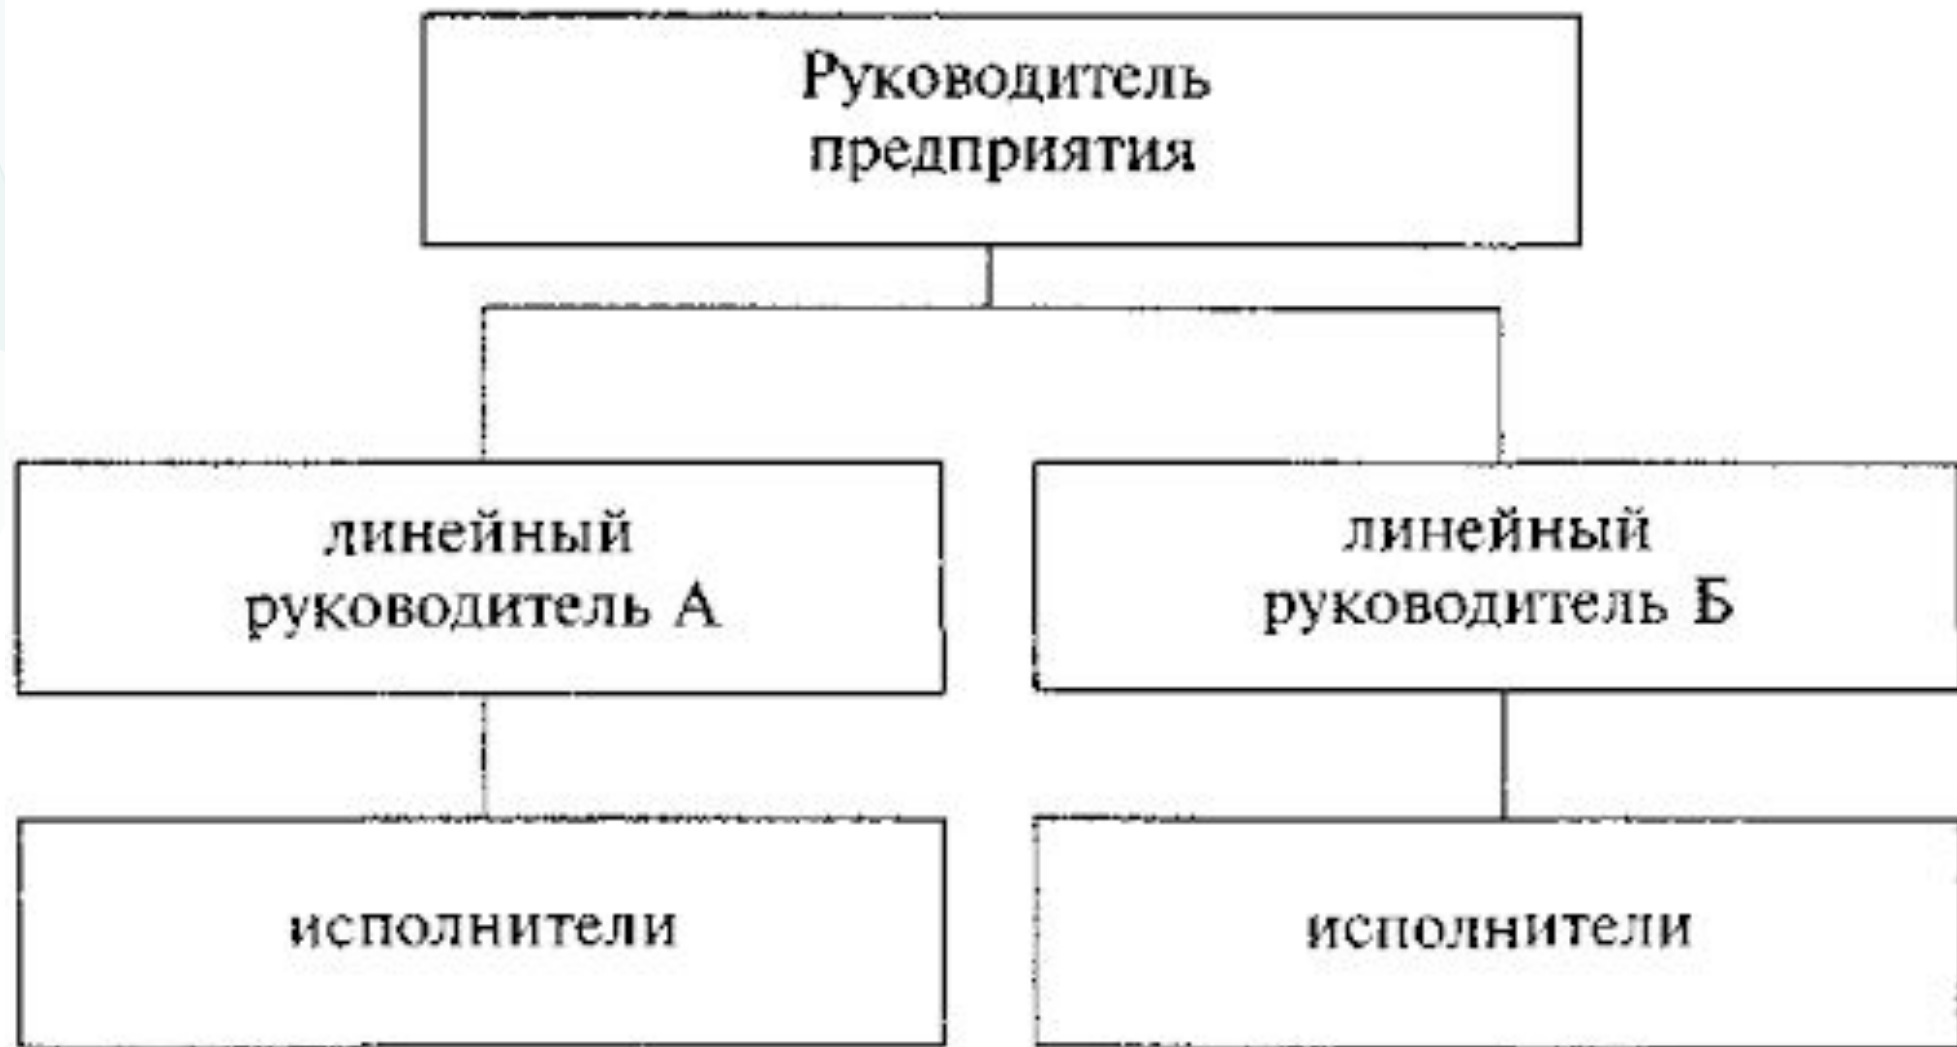 Руководитель
предприятия
линейный
руководитель А
линейный
руководитель Б
исполнители
исполнители